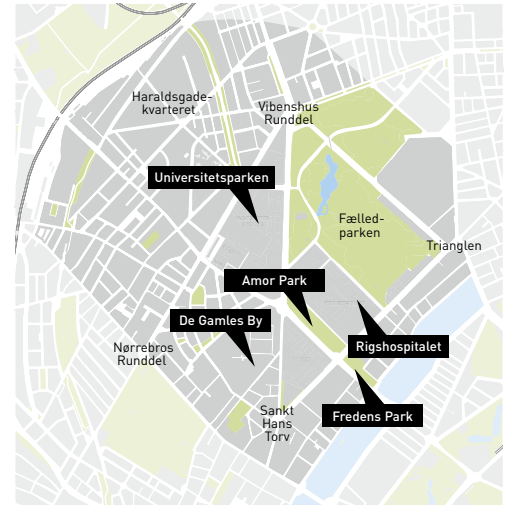 Haraldsgade-
kvarteret
Vibenshus
Runddel
Universitetsparken
Fælled-
parken
Trianglen
Amor Park
De Gamles By
Nørrebros
Runddel
Rigshospitalet
Sankt
Hans
Torv
Fredens Park